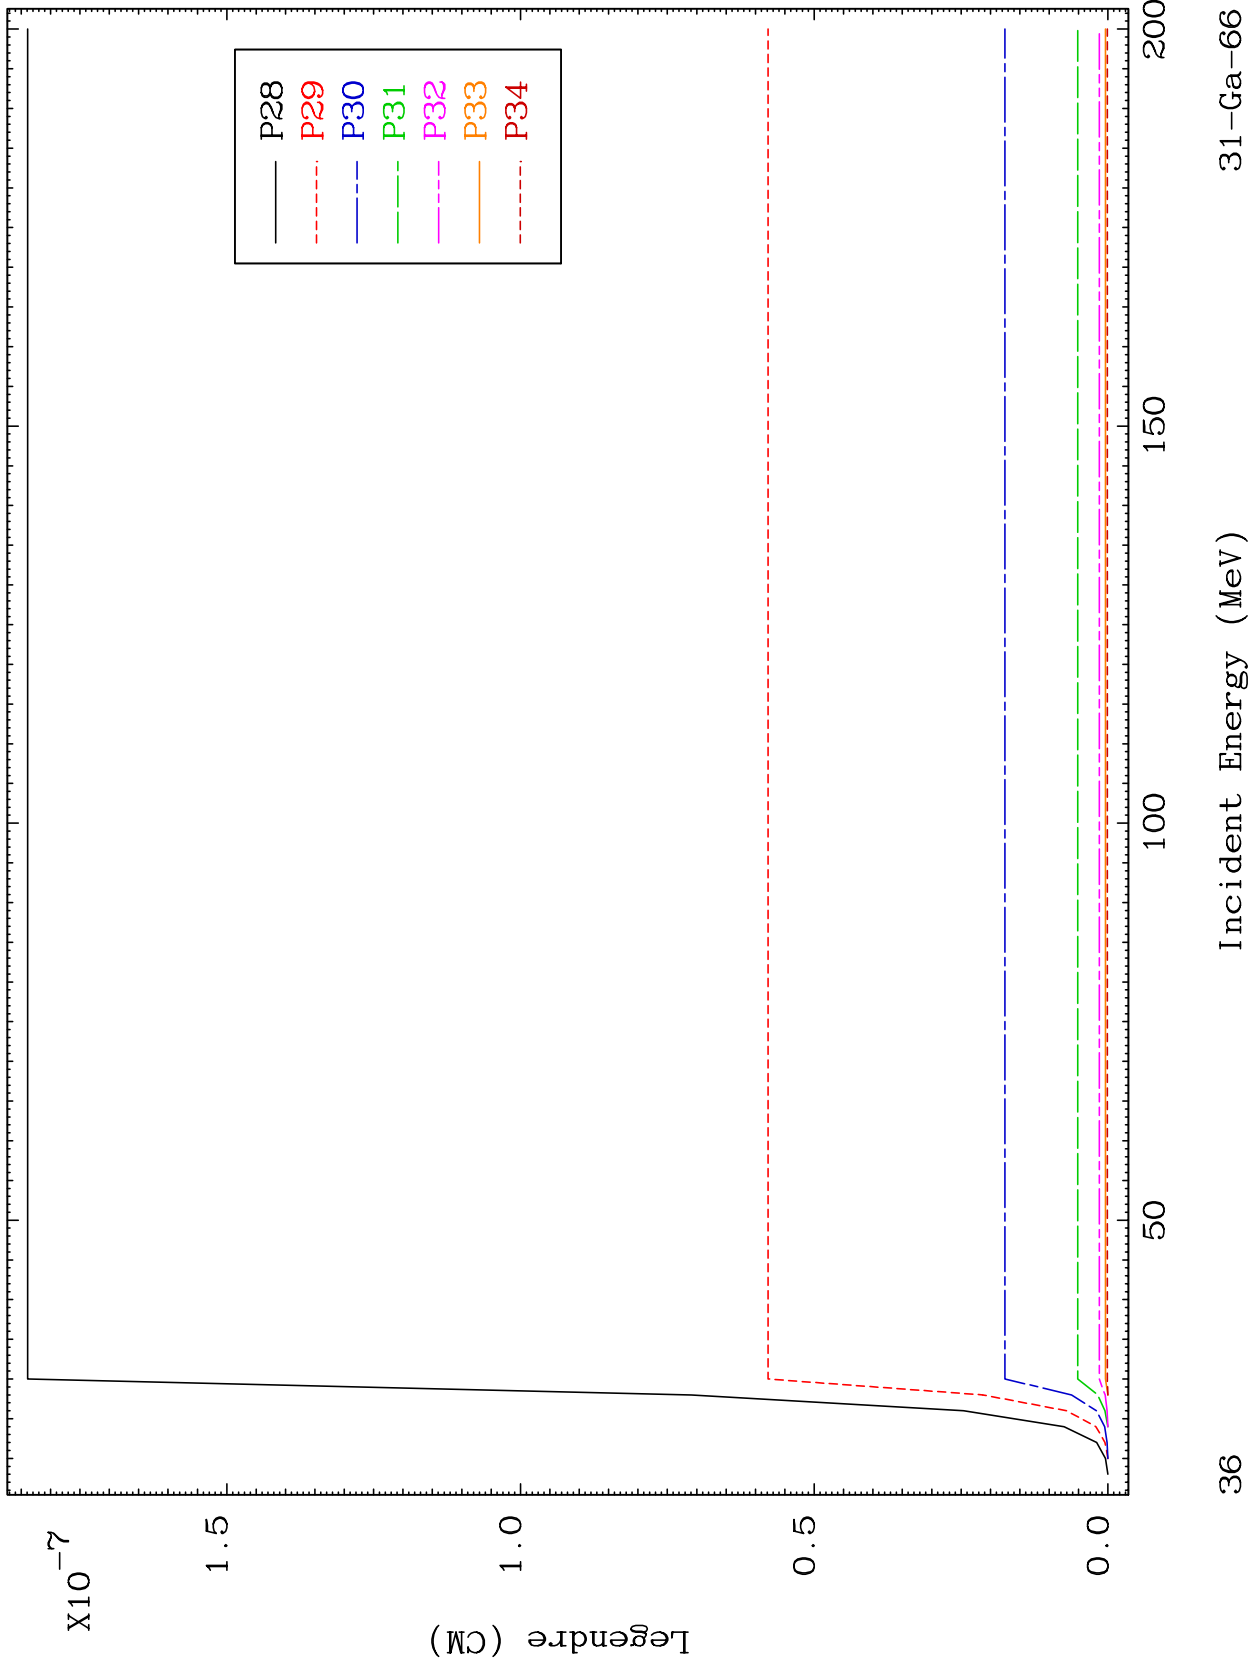 X10-7
1.5
1.0
0.5
0.0
Legendre (CM)
P28
P29
P30
P31
P32
P33
P34
50
100
150
200
Incident Energy (MeV)
36
31-Ga-66